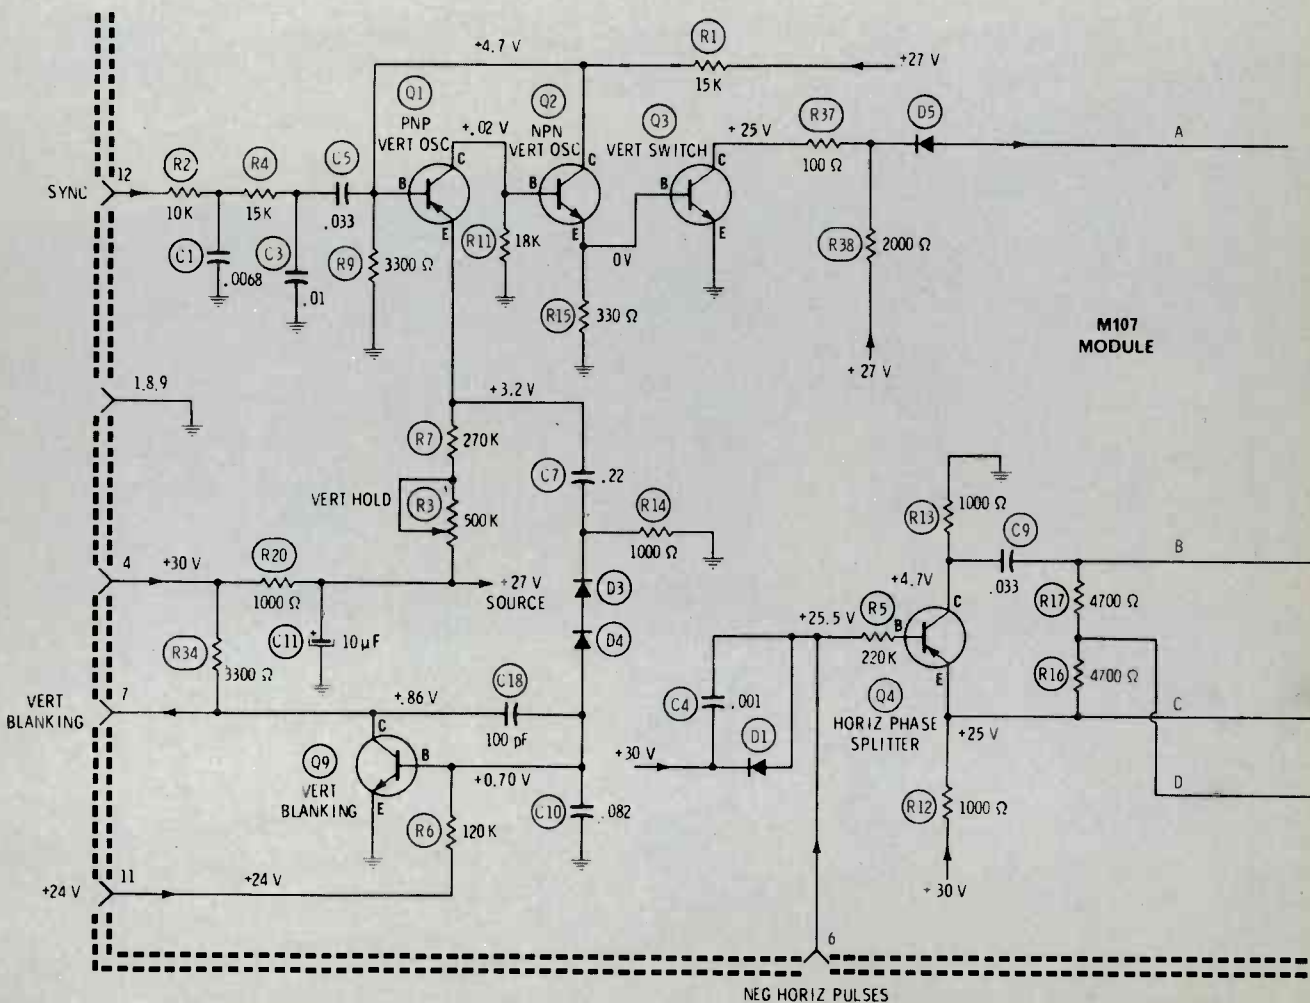 R1
+4.7 V
+27 V
15K
Q1
PNP
VERT OSC
+.02 V
Q2
NPN
VERT OSC
Q3
VERT SWITCH
+25 V
R37
100 Ω
D5
A
SYNC
12
R2
10K
R4
15K
C5
.033
B
C
E
B
C
E
B
C
E
C1
.0068
C3
.01
R9
3300 Ω
R11
18K
0V
R15
330 Ω
R38
2000 Ω
+27 V
M107
MODULE
1,8,9
+3.2 V
R7
270K
C7
.22
VERT HOLD
R3
500K
R14
1000 Ω
R13
1000 Ω
C9
.033
B
4
+30 V
R20
1000 Ω
+27 V
SOURCE
D3
+4.7V
R17
4700 Ω
C11
+
10µF
D4
+25.5 V
R5
220K
B
C
E
R34
3300 Ω
R16
4700 Ω
VERT
BLANKING
7
+.86V
C18
100 pF
C4
.001
Q4
HORIZ PHASE
SPLITTER
+25 V
C
+30 V
D1
Q9
VERT
BLANKING
C
B
E
+0.70 V
R6
120K
C10
.082
R12
1000 Ω
D
+24 V
11
+24 V
+30 V
6
NEG HORIZ PULSES